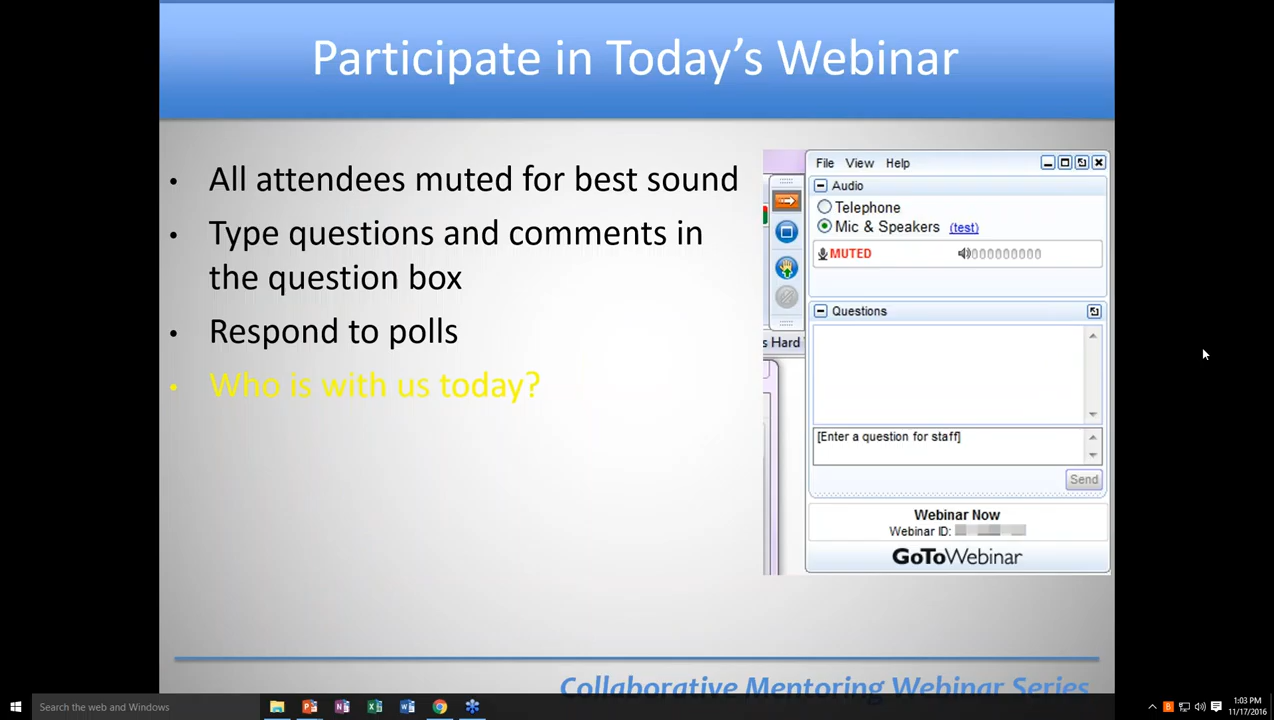 Participate in Today's Webinar
• All attendees muted for best sound
• Type questions and comments in
the question box
• Respond to polls
• Who is with us today?
File View Help
Audio
Telephone
Mic & Speakers (test)
MUTED
s Hard
Questions
[Enter a question for staff]
Send
Webinar Now
Webinar ID:
GoToWebinar
Collaborative Mentoring Webinar Series
Search the web and Windows
1:03 PM
11/17/2016